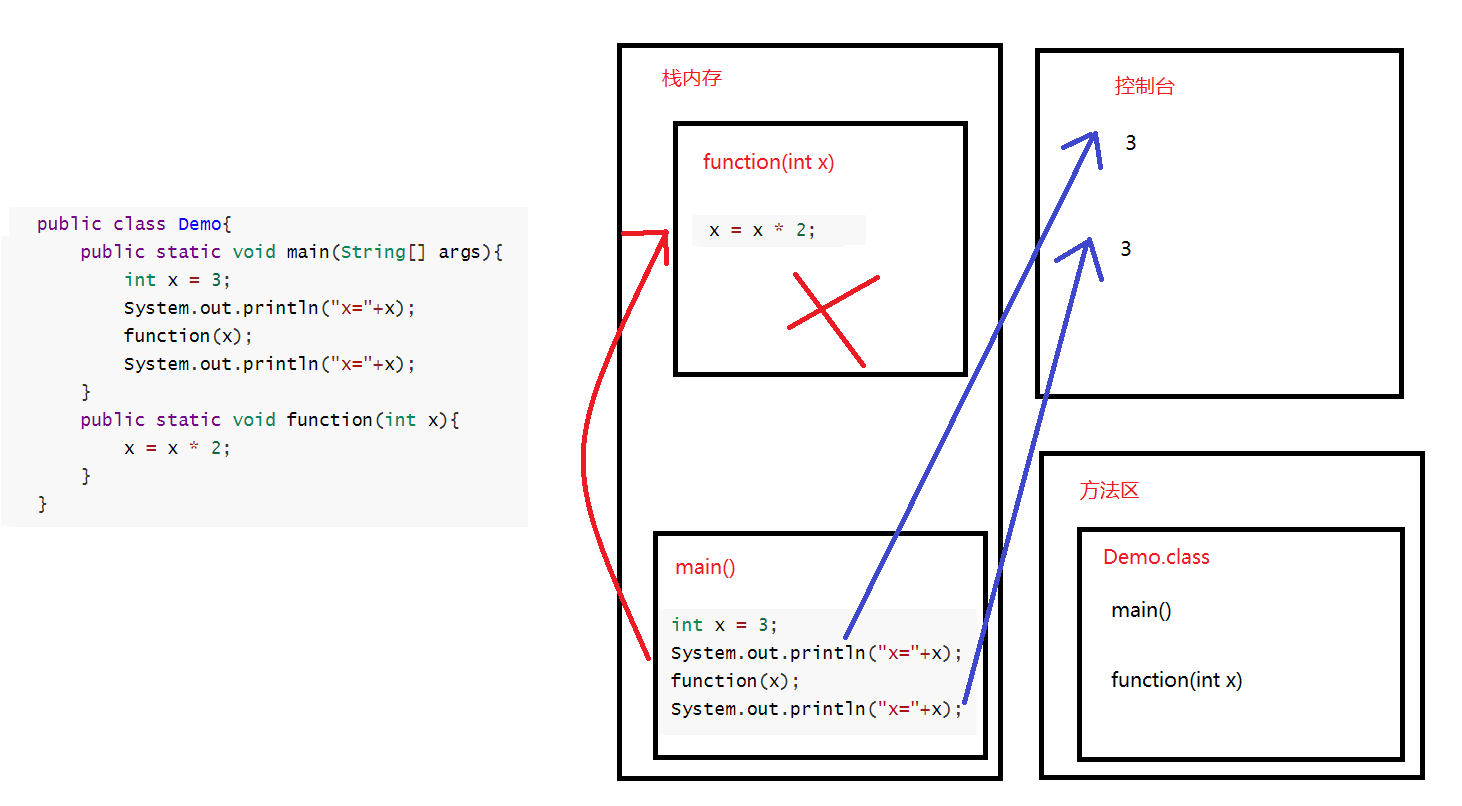 public class Demo{
public static void main(String[] args){
int x = 3;
System.out.println("x="+x);
function(x);
System.out.println("x="+x);
}
public static void function(int x){
x = x * 2;
}
}
栈内存
function(int x)
x = x * 2;
main()
int x = 3;
System.out.println("x="+x);
function(x);
System.out.println("x="+x);
控制台
3
3
方法区
Demo.class
main()
function(int x)